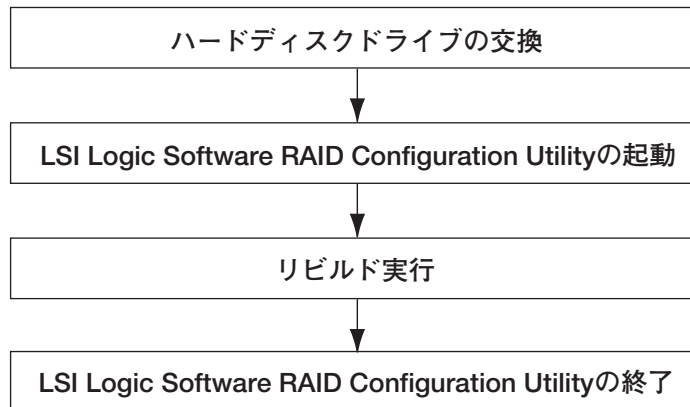 ハードディスクドライブの交換
LSI Logic Software RAID Configuration Utilityの起動
リビルド実行
LSI Logic Software RAID Configuration Utilityの終了